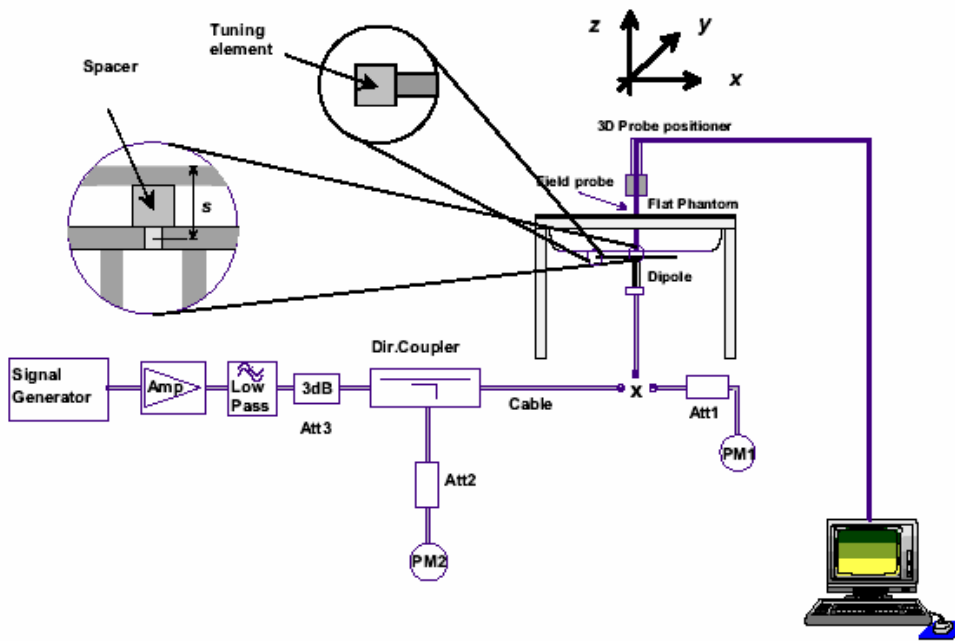 Tuning
element
Spacer
s
z
y
x
3D Probe positioner
Field probe
Flat Phantom
Dipole
Dir.Coupler
Signal
Generator
Amp
Low
Pass
3dB
Att3
Cable
x
Att1
PM1
Att2
PM2